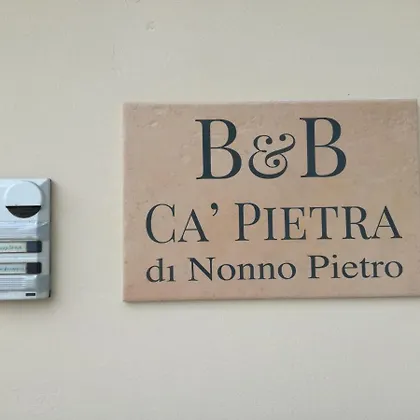 B&B
CA' PIETRA
di Nonno Pietro